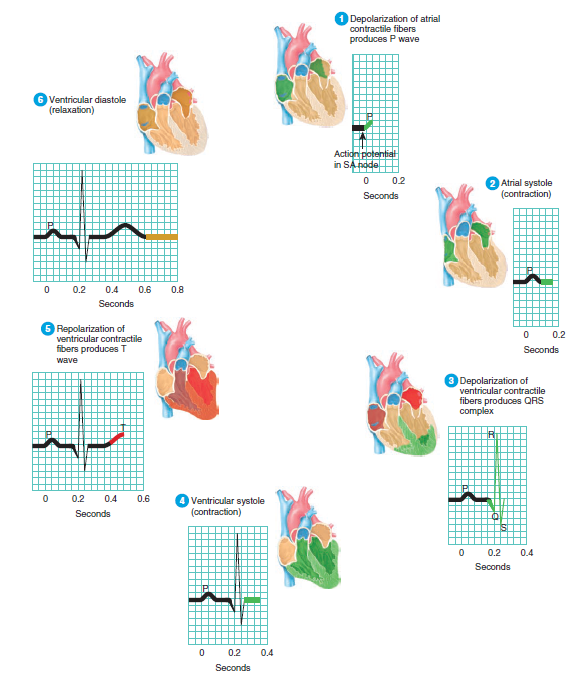 1 Depolarization of atrial
contractile fibers
produces P wave
P
Action potential
in SA node
0 0.2
Seconds
2 Atrial systole
(contraction)
P
0 0.2
Seconds
3 Depolarization of
ventricular contractile
fibers produces QRS
complex
R
P
Q
S
0 0.2 0.4
Seconds
4 Ventricular systole
(contraction)
P
0 0.2 0.4
Seconds
5 Repolarization of
ventricular contractile
fibers produces T
wave
P
T
0 0.2 0.4 0.6
Seconds
6 Ventricular diastole
(relaxation)
P
0 0.2 0.4 0.6 0.8
Seconds